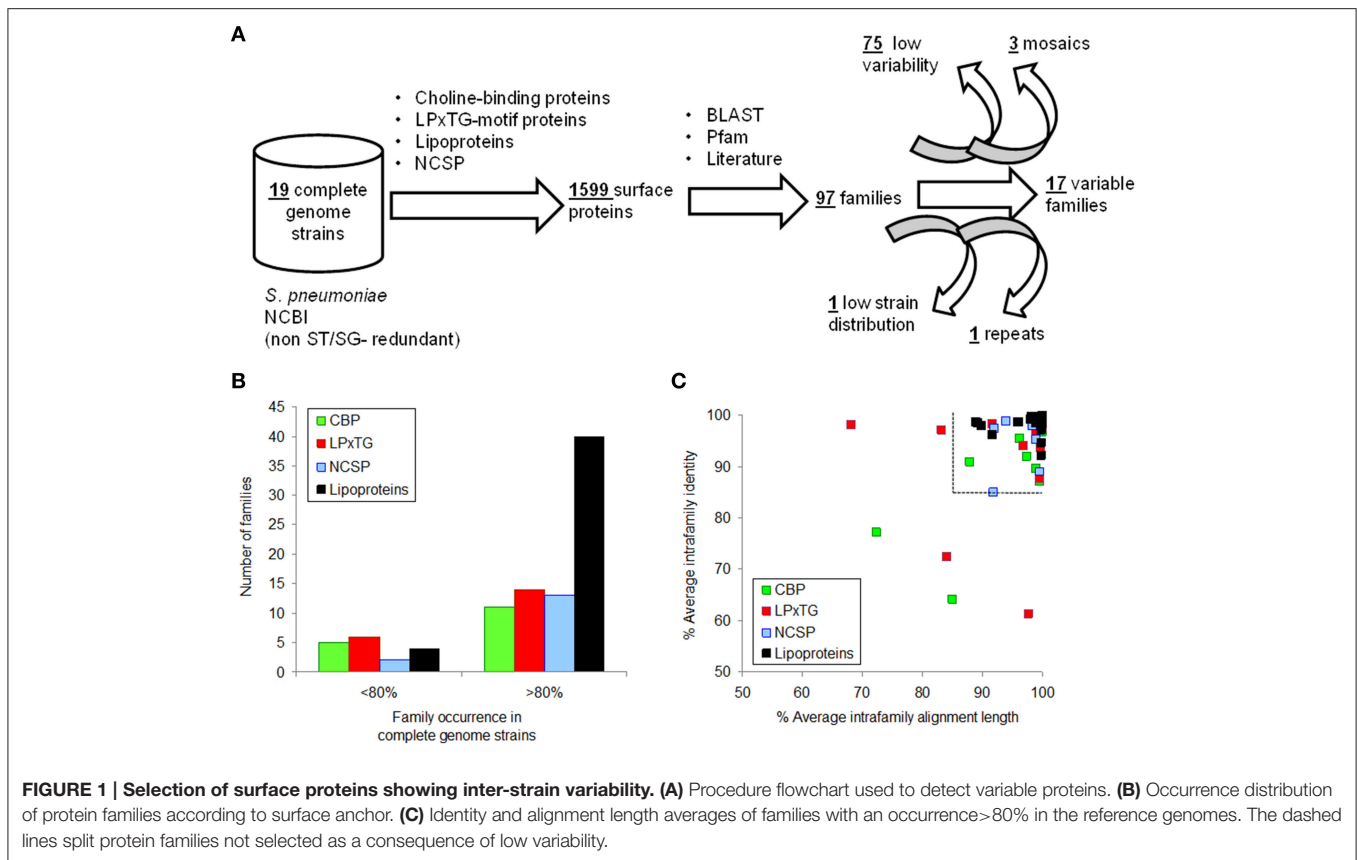 A
19 complete
genome
strains
S. pneumoniae
NCBI
(non ST/SG- redundant)
• Choline-binding proteins
• LPxTG-motif proteins
• Lipoproteins
• NCSP
1599 surface
proteins
• BLAST
• Pfam
• Literature
97 families
75 low
variability
3 mosaics
17 variable
families
1 low strain
distribution
1 repeats
B
Number of families
45
40
35
30
25
20
15
10
5
0
CBP
LPxTG
NCSP
Lipoproteins
<80%
>80%
Family occurrence in
complete genome strains
C
% Average intrafamily identity
100
90
80
70
60
50
CBP
LPxTG
NCSP
Lipoproteins
50
60
70
80
90
100
% Average intrafamily alignment length
FIGURE 1 | Selection of surface proteins showing inter-strain variability. (A) Procedure flowchart used to detect variable proteins. (B) Occurrence distribution
of protein families according to surface anchor. (C) Identity and alignment length averages of families with an occurrence>80% in the reference genomes. The dashed
lines split protein families not selected as a consequence of low variability.